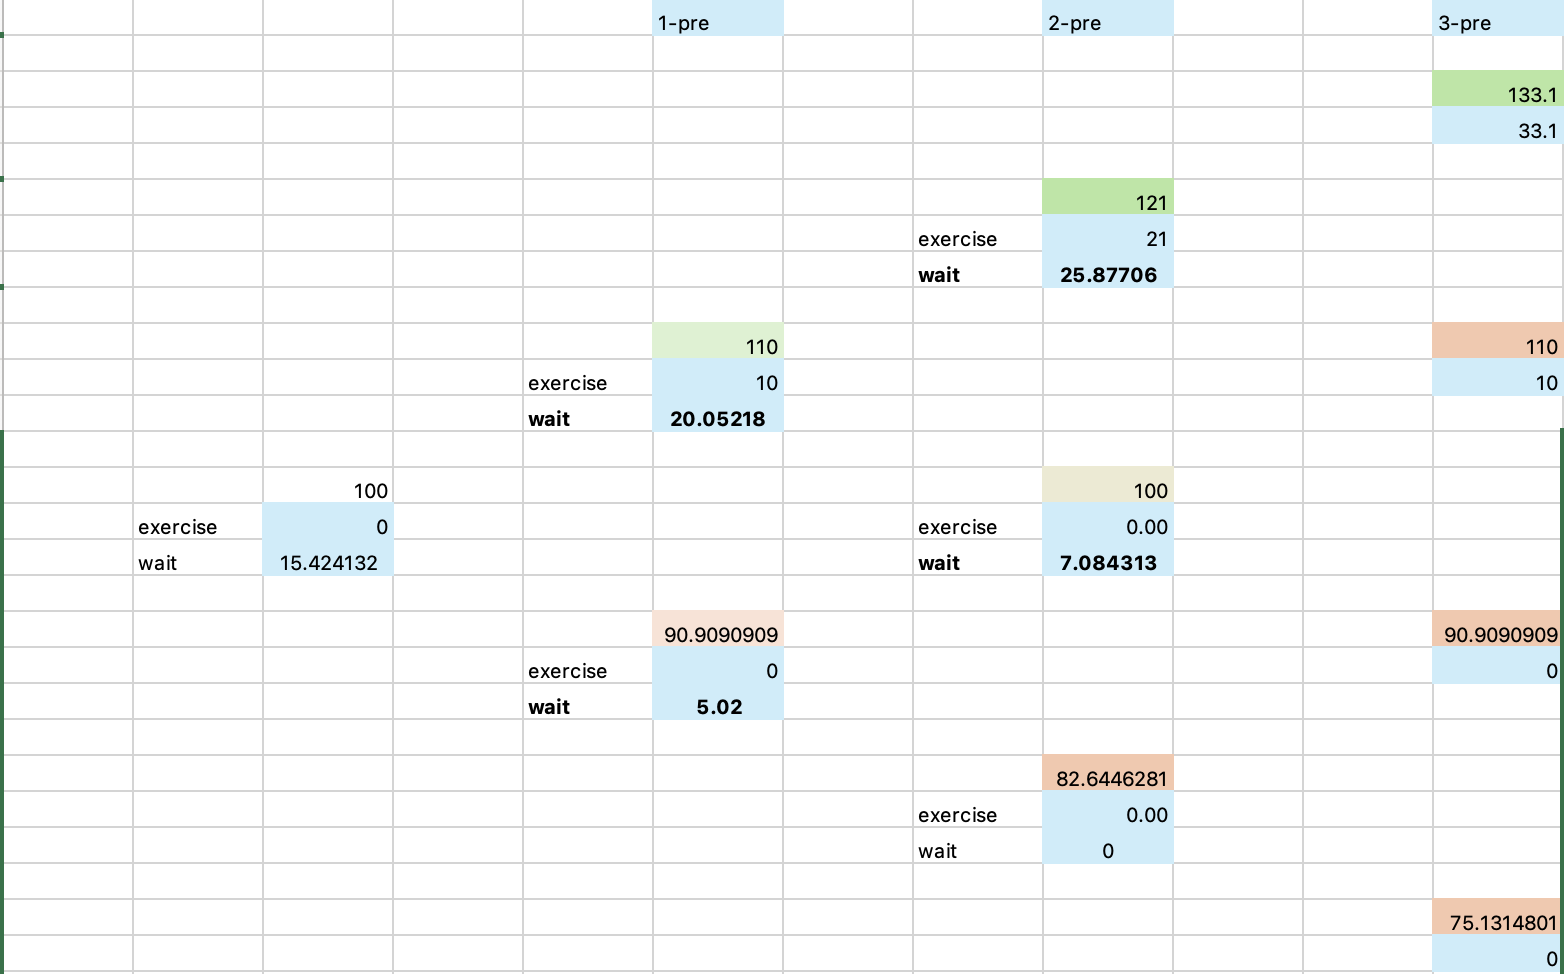 1-pre 2-pre 3-pre
133.1
33.1
121
exercise 21
wait 25.87706
110 110
exercise 10 10
wait 20.05218
100 100
exercise 0 exercise 0.00
wait 15.424132 wait 7.084313
90.9090909 90.9090909
exercise 0 0
wait 5.02
82.6446281
exercise 0.00
wait 0
75.1314801
0